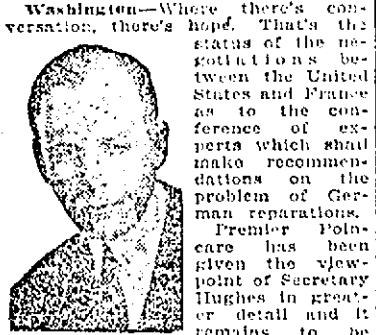 Washington—Where there's con-
versation, there's hope. That's the
status of the ne-
gotiations be-
tween the United
States and France
as to the con-
ference of ex-
perts which shall
make recommen-
dations on the
problem of Ger-
man reparations.
Premier Poin-
care has been
given the view-
point of Secretary
Hughes in great-
er detail and it
remains to be